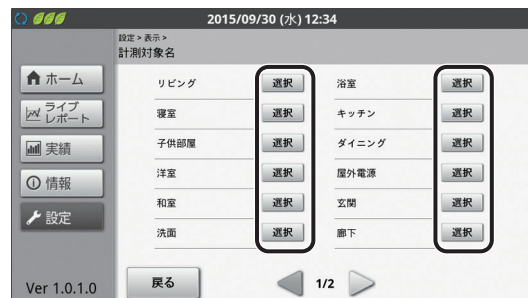 2015/09/30 (水) 12:34
設定 > 表示 >
計測対象名
ホーム
ライブ
レポート
実績
情報
設定
Ver 1.0.1.0
リビング 選択 浴室 選択
寝室 選択 キッチン 選択
子供部屋 選択 ダイニング 選択
洋室 選択 屋外電源 選択
和室 選択 玄関 選択
洗面 選択 廊下 選択
戻る 1/2